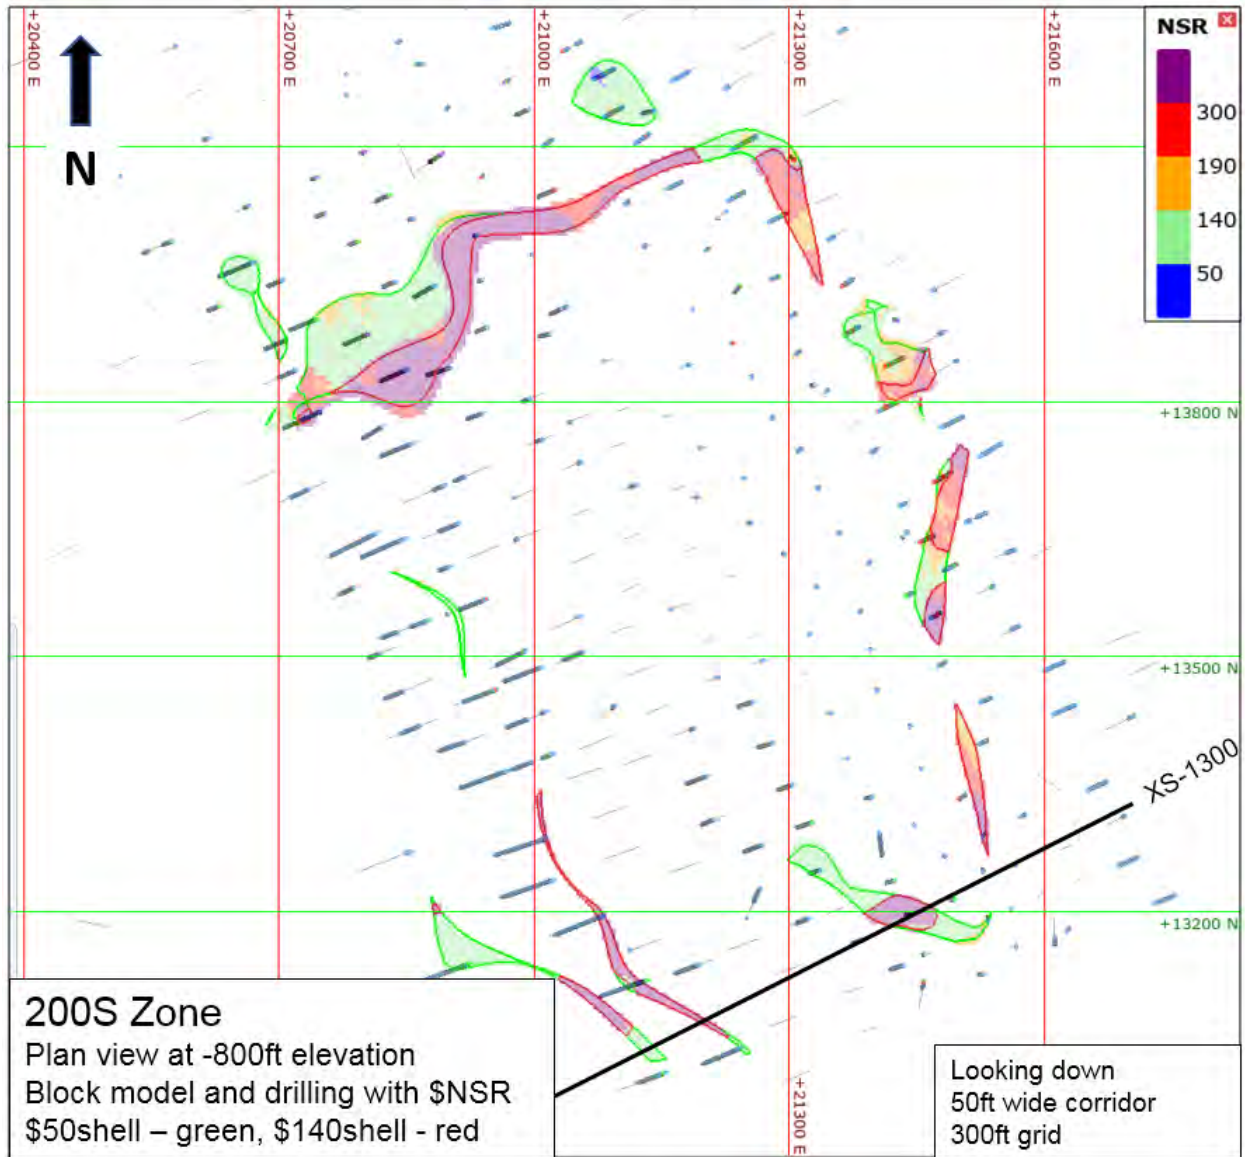 +20400 E
+20700 E
+21000 E
+21300 E
+21600 E
NSR
300
190
140
50
N
+13800 N
+13500 N
XS-1300
+13200 N
200S Zone
Plan view at -800ft elevation
Block model and drilling with $NSR
$50shell – green, $140shell - red
+21300 E
Looking down
50ft wide corridor
300ft grid